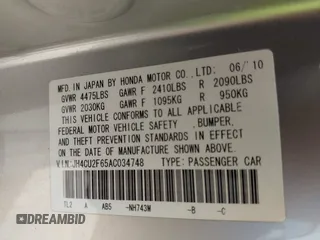 MFD. IN JAPAN BY HONDA MOTOR CO.,LTD. 06/10
GVWR 4475LBS GAWR F 2410LBS R 2090LBS
GVWR 2030KG GAWR F 1095KG R 950KG
THIS VEHICLE CONFORMS TO ALL APPLICABLE
FEDERAL MOTOR VEHICLE SAFETY ,BUMPER,
AND THEFT PREVENTION STANDARDS IN EFFECT
ON THE DATE OF MANUFACTURE SHOWN ABOVE.
V.I.N.:JH4CU2F65AC034748 TYPE:PASSENGER CAR
TL2 A AB5 -NH743M -B -C
DREAMBID